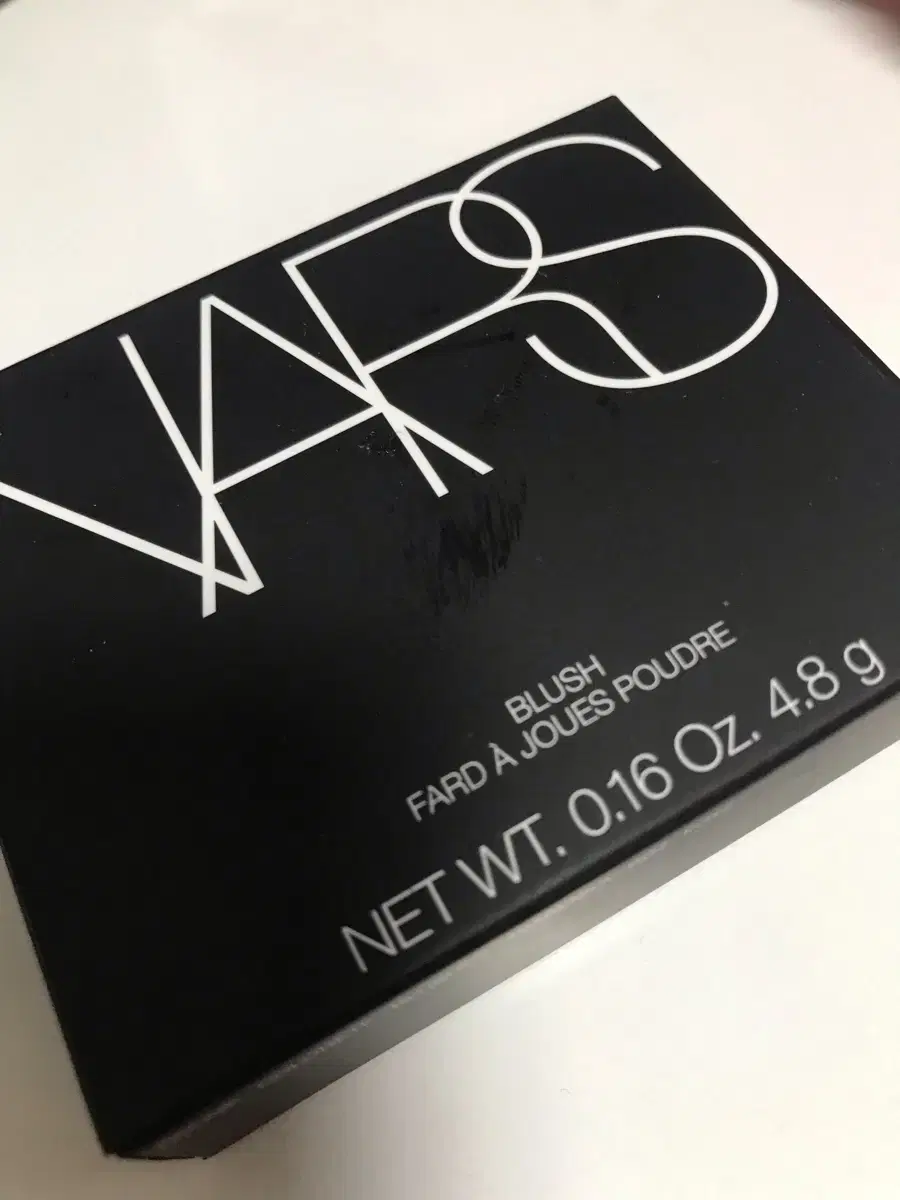 NARS
BLUSH
FARD À JOUES POUDRE
NET WT. 0.16 Oz. 4.8 g